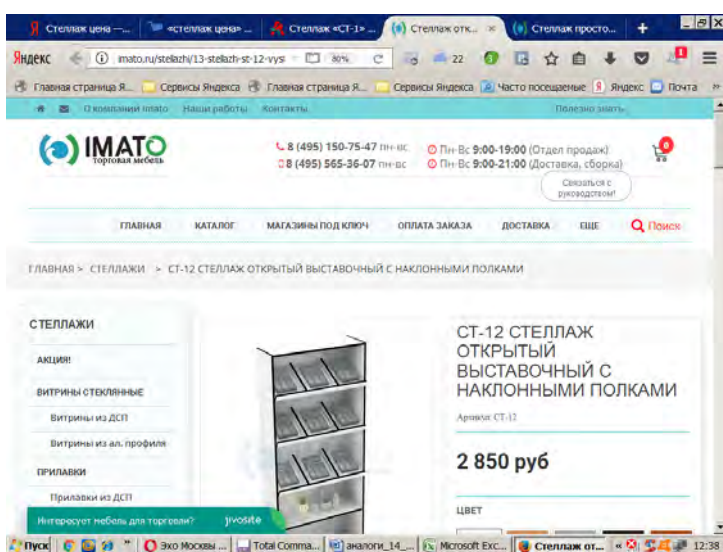 Стеллаж цена —...
«стеллаж цена» ...
Стеллаж «СТ-1» ...
Стеллаж отк...
Стеллаж просто...
Яндекс
imato.ru/stelazhi/13-stelazh-st-12-vys
80%
22
Главная страница Я...
Сервисы Яндекса
Главная страница Я...
Сервисы Яндекса
Часто посещаемые
Яндекс
Почта
О компании imato
Наши работы
Контакты
Полезно знать
IMATO
торговая мебель
8 (495) 150-75-47 пн-вс
8 (495) 565-36-07 пн-вс
Пн-Вс 9:00-19:00 (Отдел продаж)
Пн-Вс 9:00-21:00 (Доставка, сборка)
0
Связаться с
руководством!
ГЛАВНАЯ
КАТАЛОГ
МАГАЗИНЫ ПОД КЛЮЧ
ОПЛАТА ЗАКАЗА
ДОСТАВКА
ЕЩЕ
Поиск
ГЛАВНАЯ > СТЕЛЛАЖИ > СТ-12 СТЕЛЛАЖ ОТКРЫТЫЙ ВЫСТАВОЧНЫЙ С НАКЛОННЫМИ ПОЛКАМИ
СТЕЛЛАЖИ
АКЦИЯ!
ВИТРИНЫ СТЕКЛЯННЫЕ
Витрины из ДСП
Витрины из ал. профиля
ПРИЛАВКИ
Прилавки из ДСП
СТ-12 СТЕЛЛАЖ
ОТКРЫТЫЙ
ВЫСТАВОЧНЫЙ С
НАКЛОННЫМИ ПОЛКАМИ
Артикул: СТ-12
2 850 руб
ЦВЕТ
Интересует мебель для торговли?
jivosite
Пуск
Эхо Москвы ...
Total Comma...
аналоги_14_...
Microsoft Exc...
Стеллаж от...
12:38